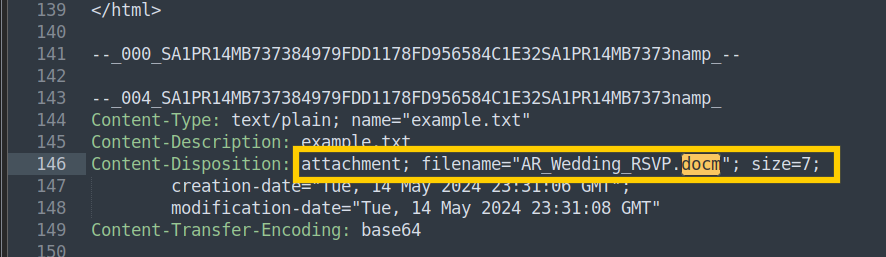 139 </html>
140
141 --_000_SA1PR14MB737384979FDD1178FD956584C1E32SA1PR14MB7373namp_--
142
143 --_004_SA1PR14MB737384979FDD1178FD956584C1E32SA1PR14MB7373namp_
144 Content-Type: text/plain; name="example.txt"
145 Content-Description: example.txt
146 Content-Disposition: attachment; filename="AR_Wedding_RSVP.docm"; size=7;
147 creation-date="Tue, 14 May 2024 23:31:06 GMT";
148 modification-date="Tue, 14 May 2024 23:31:08 GMT"
149 Content-Transfer-Encoding: base64
150